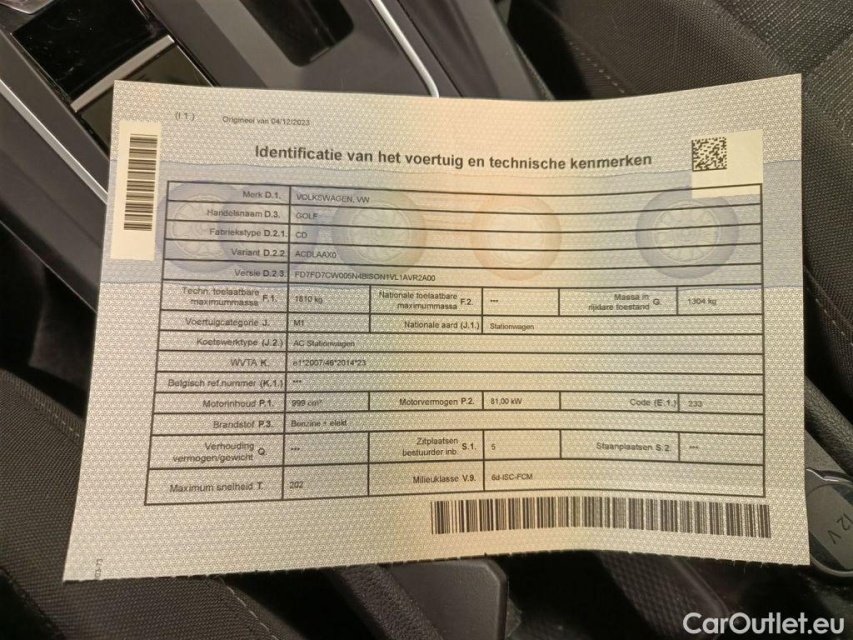 (I.1.) Origineel van 04/12/2023
Identificatie van het voertuig en technische kenmerken
Merk D.1. VOLKSWAGEN, VW
Handelsnaam D.3. GOLF
Fabriekstype D.2.1. CD
Variant D.2.2. ACDLAAX0
Versie D.2.3. FD7FD7CW005N4BISON1VL1AVR2A00
Techn. toelaatbare maximummassa F.1. 1810 kg Nationale toelaatbare maximummassa F.2. --- Massa in rijklare toestand G. 1304 kg
Voertuigcategorie J. M1 Nationale aard (J.1.) Stationwagen
Koetswerktype (J.2.) AC Stationwagen
WVTA K. e1*2007/46*2014*23
Belgisch ref.nummer (K.1.) ---
Motorinhoud P.1. 999 cm³ Motorvermogen P.2. 81,00 kW Code (E.1.) 233
Brandstof P.3. Benzine + elekt
Verhouding vermogen/gewicht Q. --- Zitplaatsen bestuurder inb. S.1. 5 Staanplaatsen S.2. ---
Maximum snelheid T. 202 Milieuklasse V.9. 6d-ISC-FCM
12 V
CarOutlet.eu